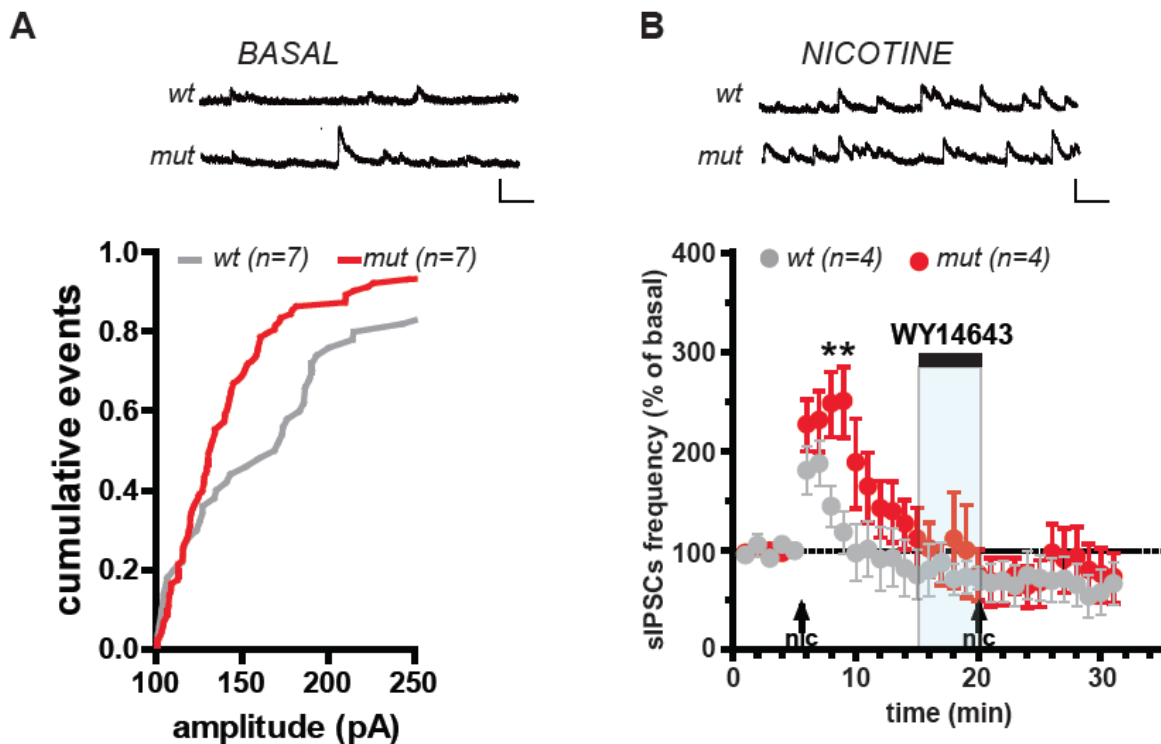 A
BASAL
wt
mut
wt (n=7) mut (n=7)
1.0
0.8
0.6
0.4
0.2
0.0
cumulative events
100 150 200 250
amplitude (pA)
B
NICOTINE
wt
mut
wt (n=4) mut (n=4)
400
300
200
100
0
sIPSCs frequency (% of basal)
WY14643
**
nic nic
0 10 20 30
time (min)